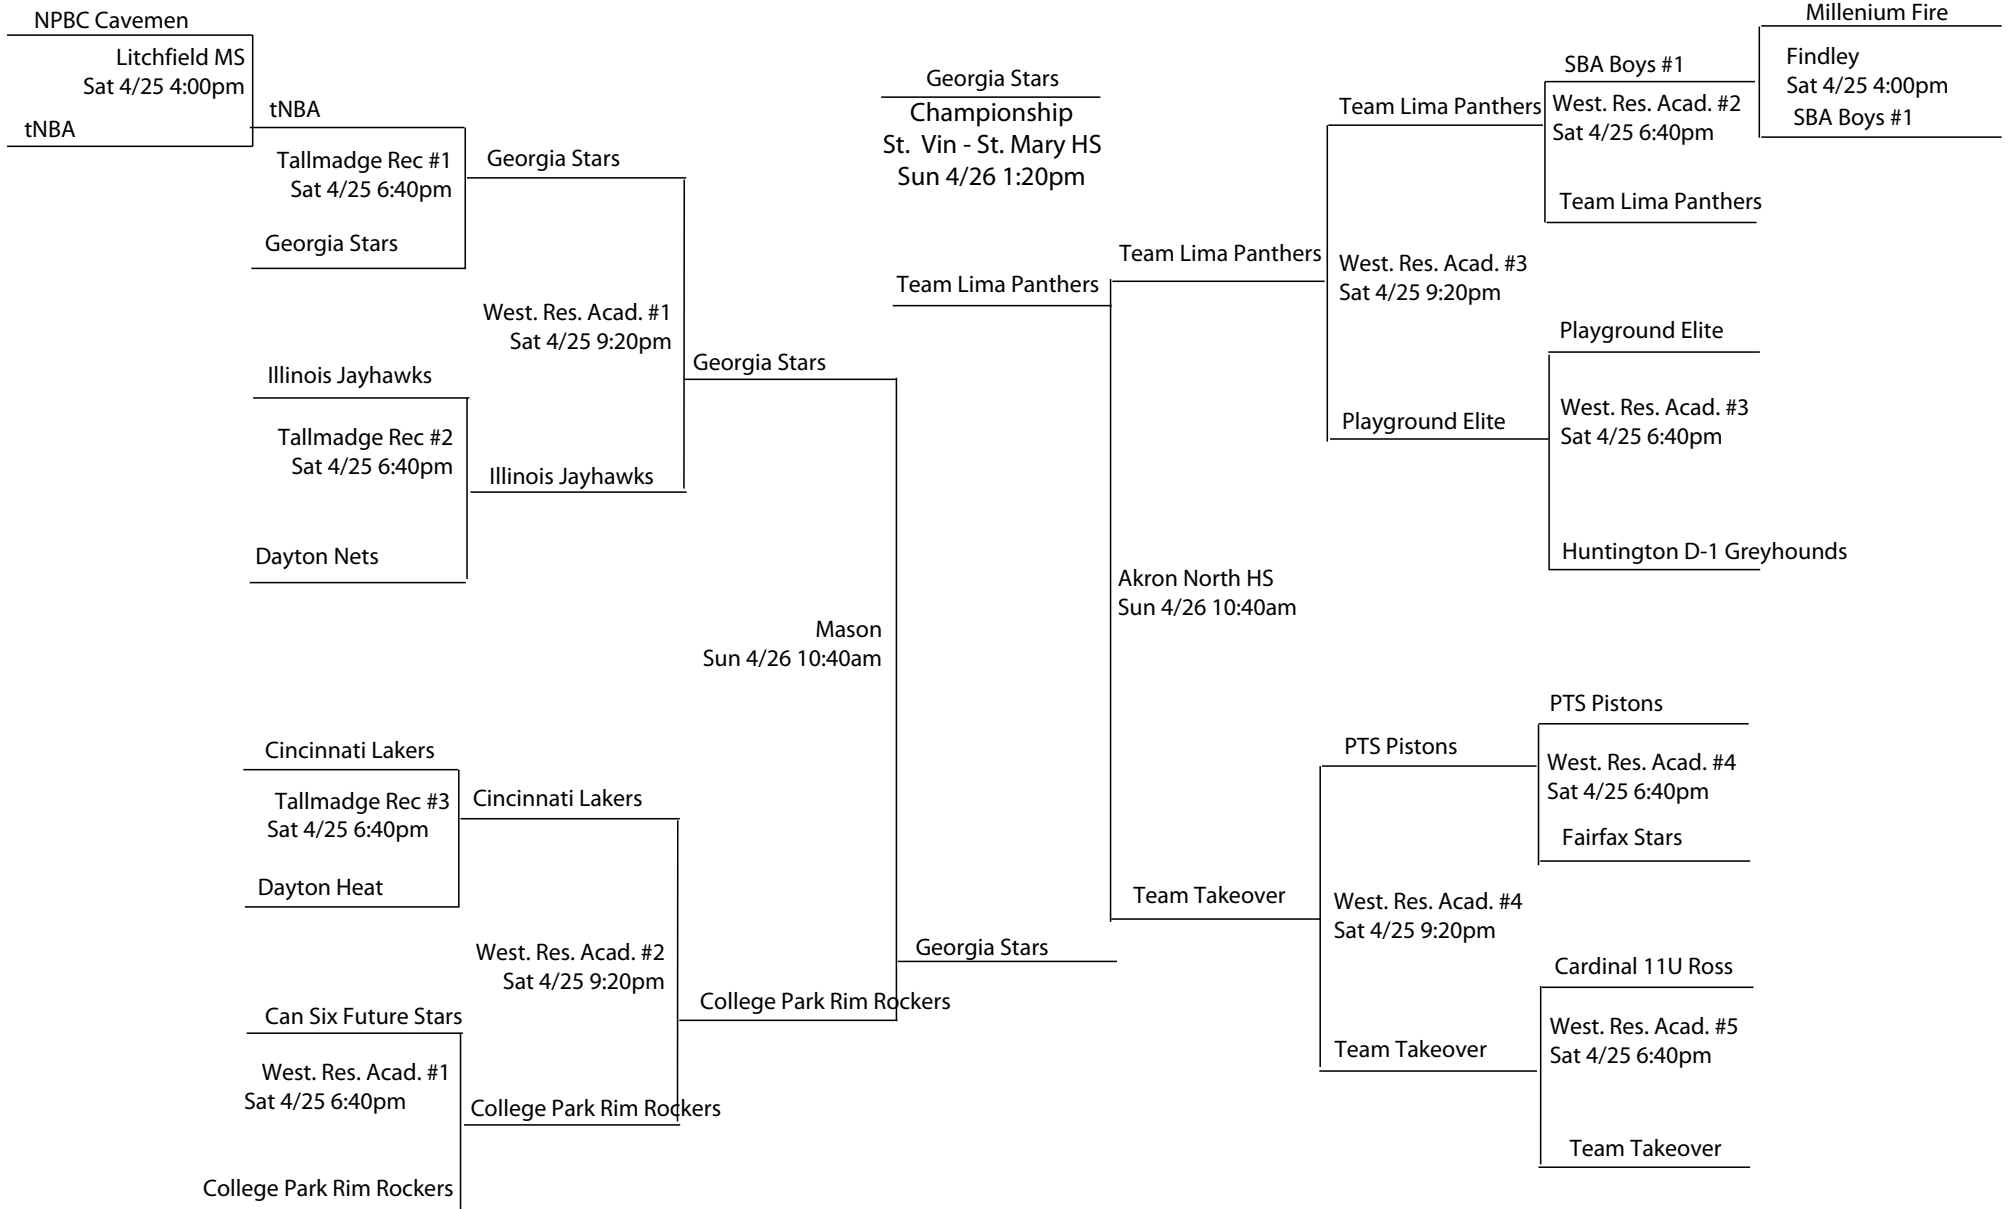 NPBC Cavemen
Litchfield MS
Sat 4/25 4:00pm
tNBA
tNBA
Tallmadge Rec #1
Sat 4/25 6:40pm
Georgia Stars
Georgia Stars
West. Res. Acad. #1
Sat 4/25 9:20pm
Illinois Jayhawks
Tallmadge Rec #2
Sat 4/25 6:40pm
Illinois Jayhawks
Dayton Nets
Georgia Stars
Mason
Sun 4/26 10:40am
Cincinnati Lakers
Tallmadge Rec #3
Sat 4/25 6:40pm
Cincinnati Lakers
Dayton Heat
West. Res. Acad. #2
Sat 4/25 9:20pm
Can Six Future Stars
West. Res. Acad. #1
Sat 4/25 6:40pm
College Park Rim Rockers
College Park Rim Rockers
College Park Rim Rockers
Georgia Stars
Championship
St. Vin - St. Mary HS
Sun 4/26 1:20pm
Team Lima Panthers
Georgia Stars
Millenium Fire
Findley
Sat 4/25 4:00pm
SBA Boys #1
SBA Boys #1
West. Res. Acad. #2
Sat 4/25 6:40pm
Team Lima Panthers
Team Lima Panthers
Team Lima Panthers
West. Res. Acad. #3
Sat 4/25 9:20pm
Playground Elite
West. Res. Acad. #3
Sat 4/25 6:40pm
Playground Elite
Huntington D-1 Greyhounds
Akron North HS
Sun 4/26 10:40am
PTS Pistons
PTS Pistons
West. Res. Acad. #4
Sat 4/25 6:40pm
Fairfax Stars
Team Takeover
West. Res. Acad. #4
Sat 4/25 9:20pm
Cardinal 11U Ross
West. Res. Acad. #5
Sat 4/25 6:40pm
Team Takeover
Team Takeover